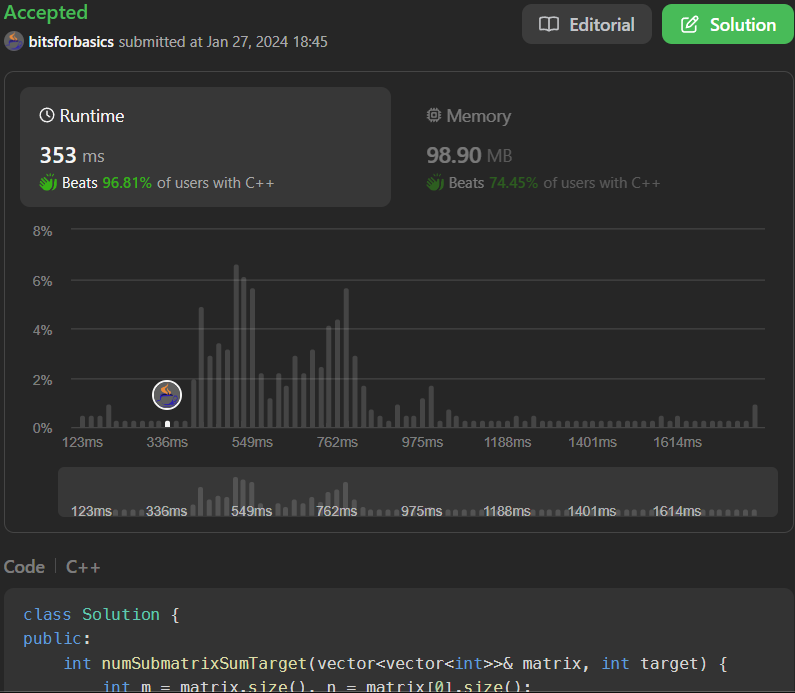 Accepted
Editorial
Solution
bitsforbasics submitted at Jan 27, 2024 18:45
Runtime
353 ms
Beats 96.81% of users with C++
Memory
98.90 MB
Beats 74.45% of users with C++
8%
6%
4%
2%
0%
123ms 336ms 549ms 762ms 975ms 1188ms 1401ms 1614ms
123ms 336ms 549ms 762ms 975ms 1188ms 1401ms 1614ms
Code C++
class Solution {
public:
int numSubmatrixSumTarget(vector<vector<int>>& matrix, int target) {
int m = matrix.size(), n = matrix[0].size();